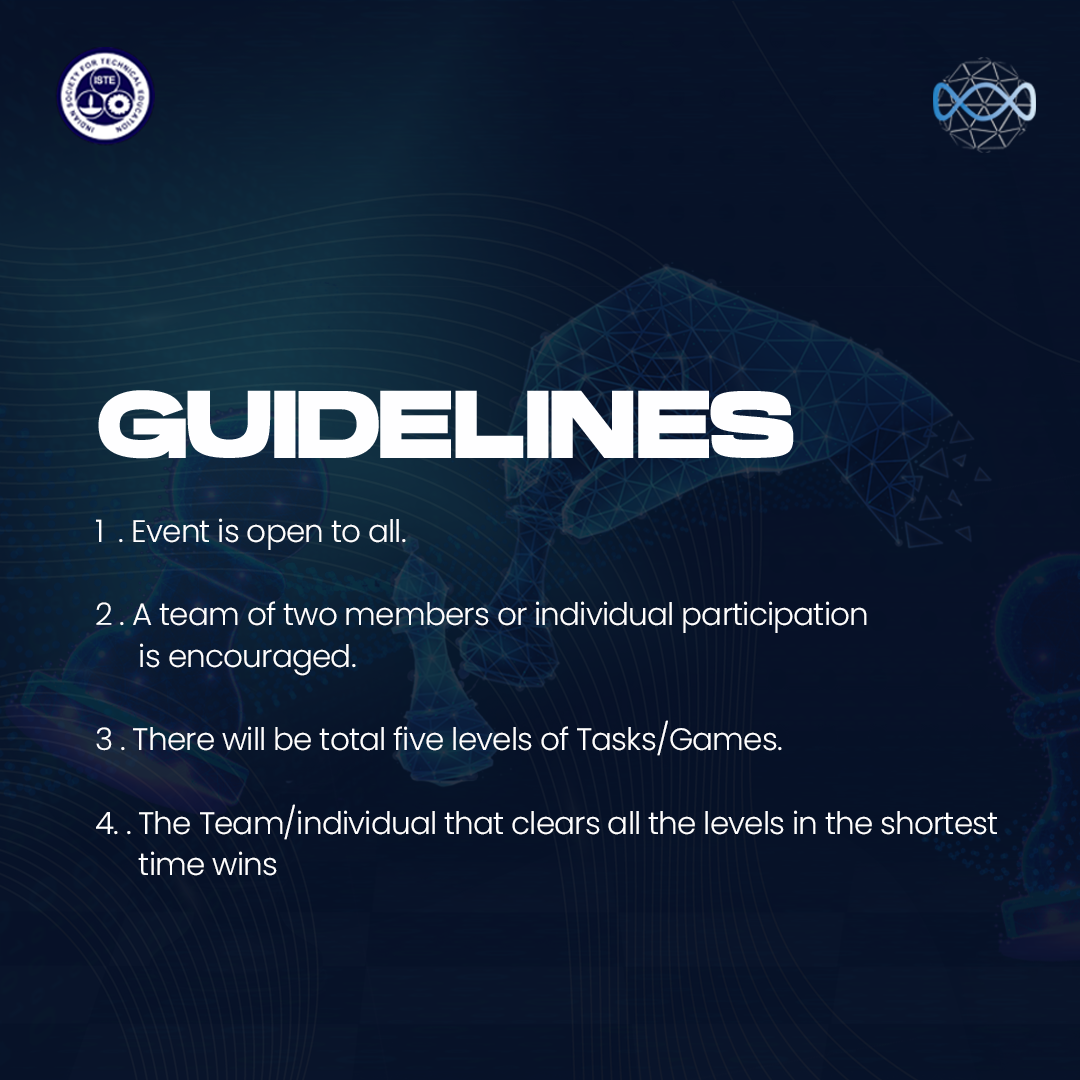 INDIAN SOCIETY FOR TECHNICAL EDUCATION
ISTE
GUIDELINES
1 . Event is open to all.
2 . A team of two members or individual participation
is encouraged.
3 . There will be total five levels of Tasks/Games.
4. . The Team/individual that clears all the levels in the shortest
time wins